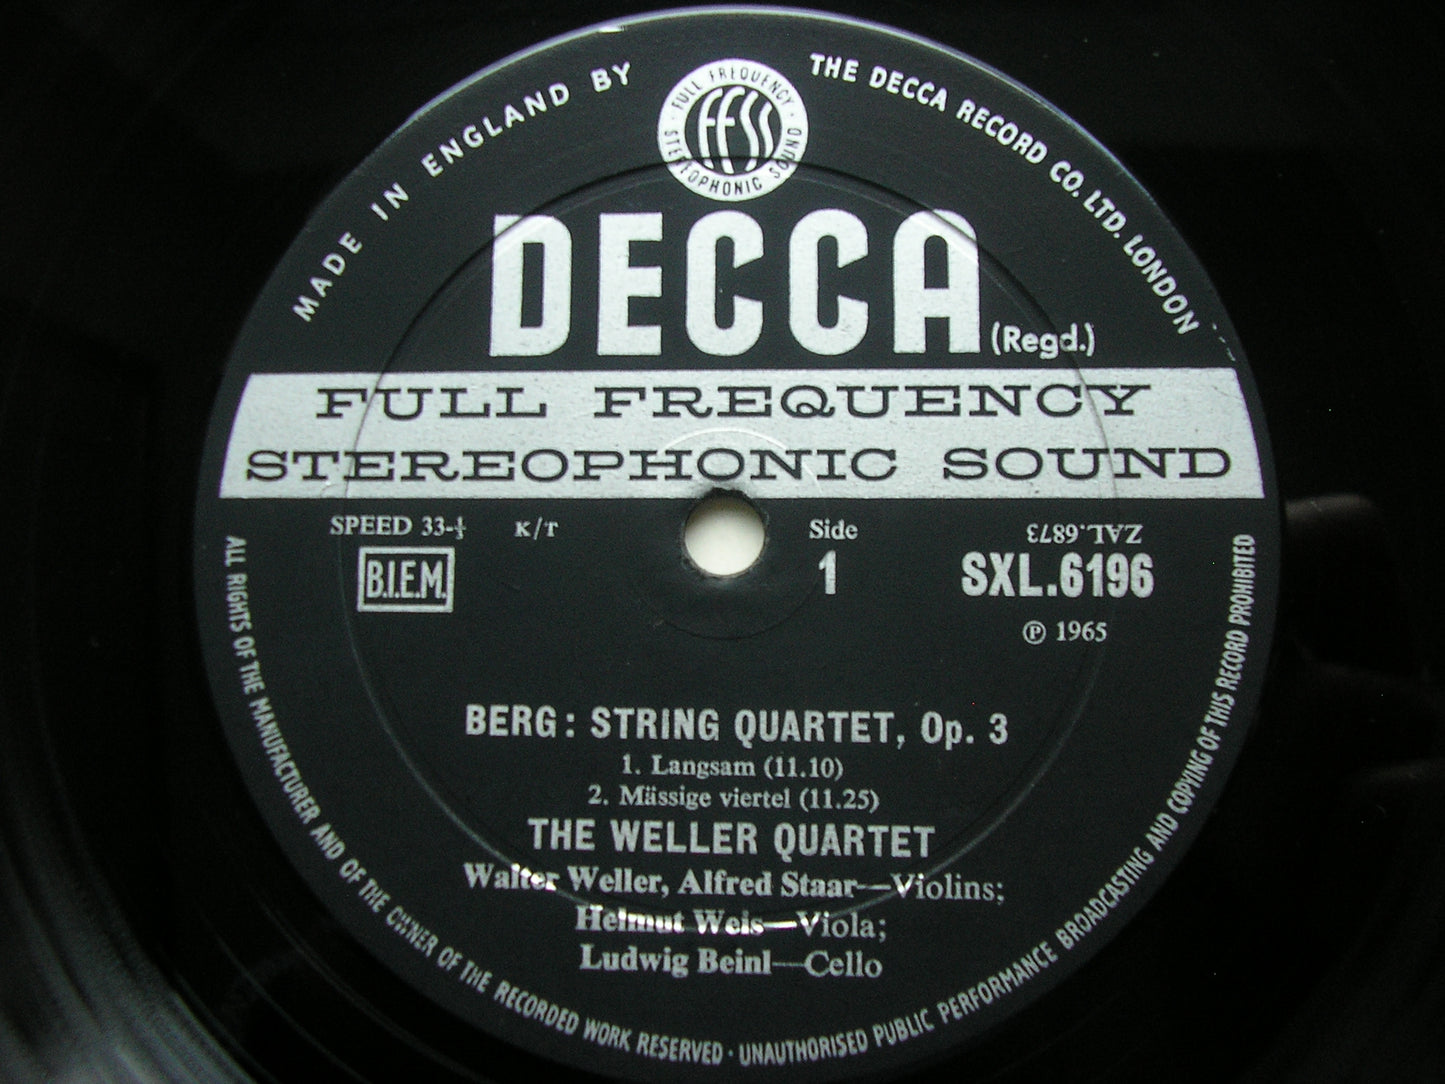 MADE IN ENGLAND BY
THE DECCA RECORD CO. LTD. LONDON
FULL FREQUENCY
FFSS
STEREOPHONIC SOUND
DECCA (Regd.)
FULL FREQUENCY
STEREOPHONIC SOUND
SPEED 33-⅓ K/T
B.I.E.M.
Side
1
ZAL.6873
SXL.6196
℗ 1965
BERG: STRING QUARTET, Op. 3
1. Langsam (11.10)
2. Mässige viertel (11.25)
THE WELLER QUARTET
Walter Weller, Alfred Staar—Violins;
Helmut Weis—Viola;
Ludwig Beinl—Cello
ALL RIGHTS OF THE MANUFACTURER AND OF THE OWNER OF THE RECORDED WORK RESERVED · UNAUTHORISED PUBLIC PERFORMANCE BROADCASTING AND COPYING OF THIS RECORD PROHIBITED